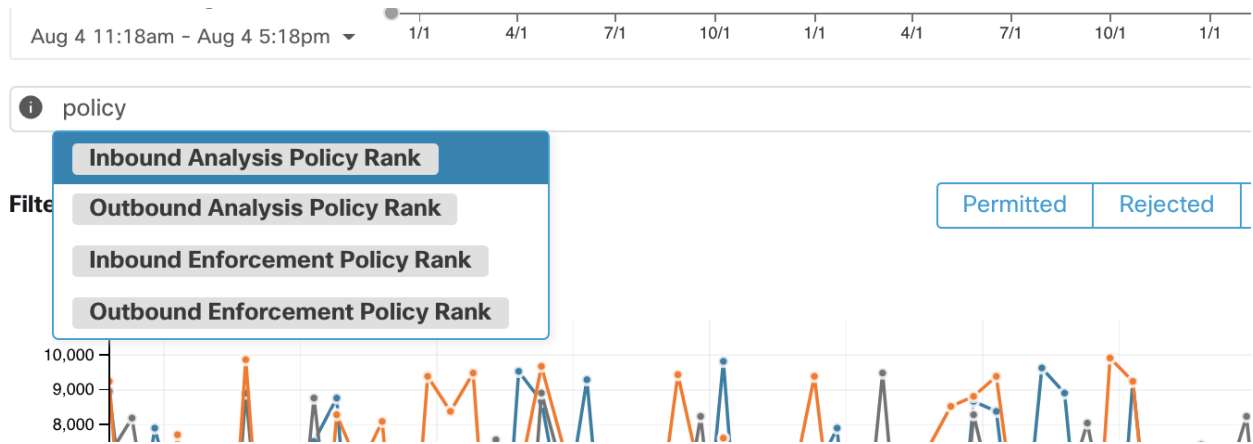 Aug 4 11:18am - Aug 4 5:18pm
1/1 4/1 7/1 10/1 1/1 4/1 7/1 10/1 1/1
policy
Inbound Analysis Policy Rank
Outbound Analysis Policy Rank
Inbound Enforcement Policy Rank
Outbound Enforcement Policy Rank
Permitted Rejected
10,000
9,000
8,000